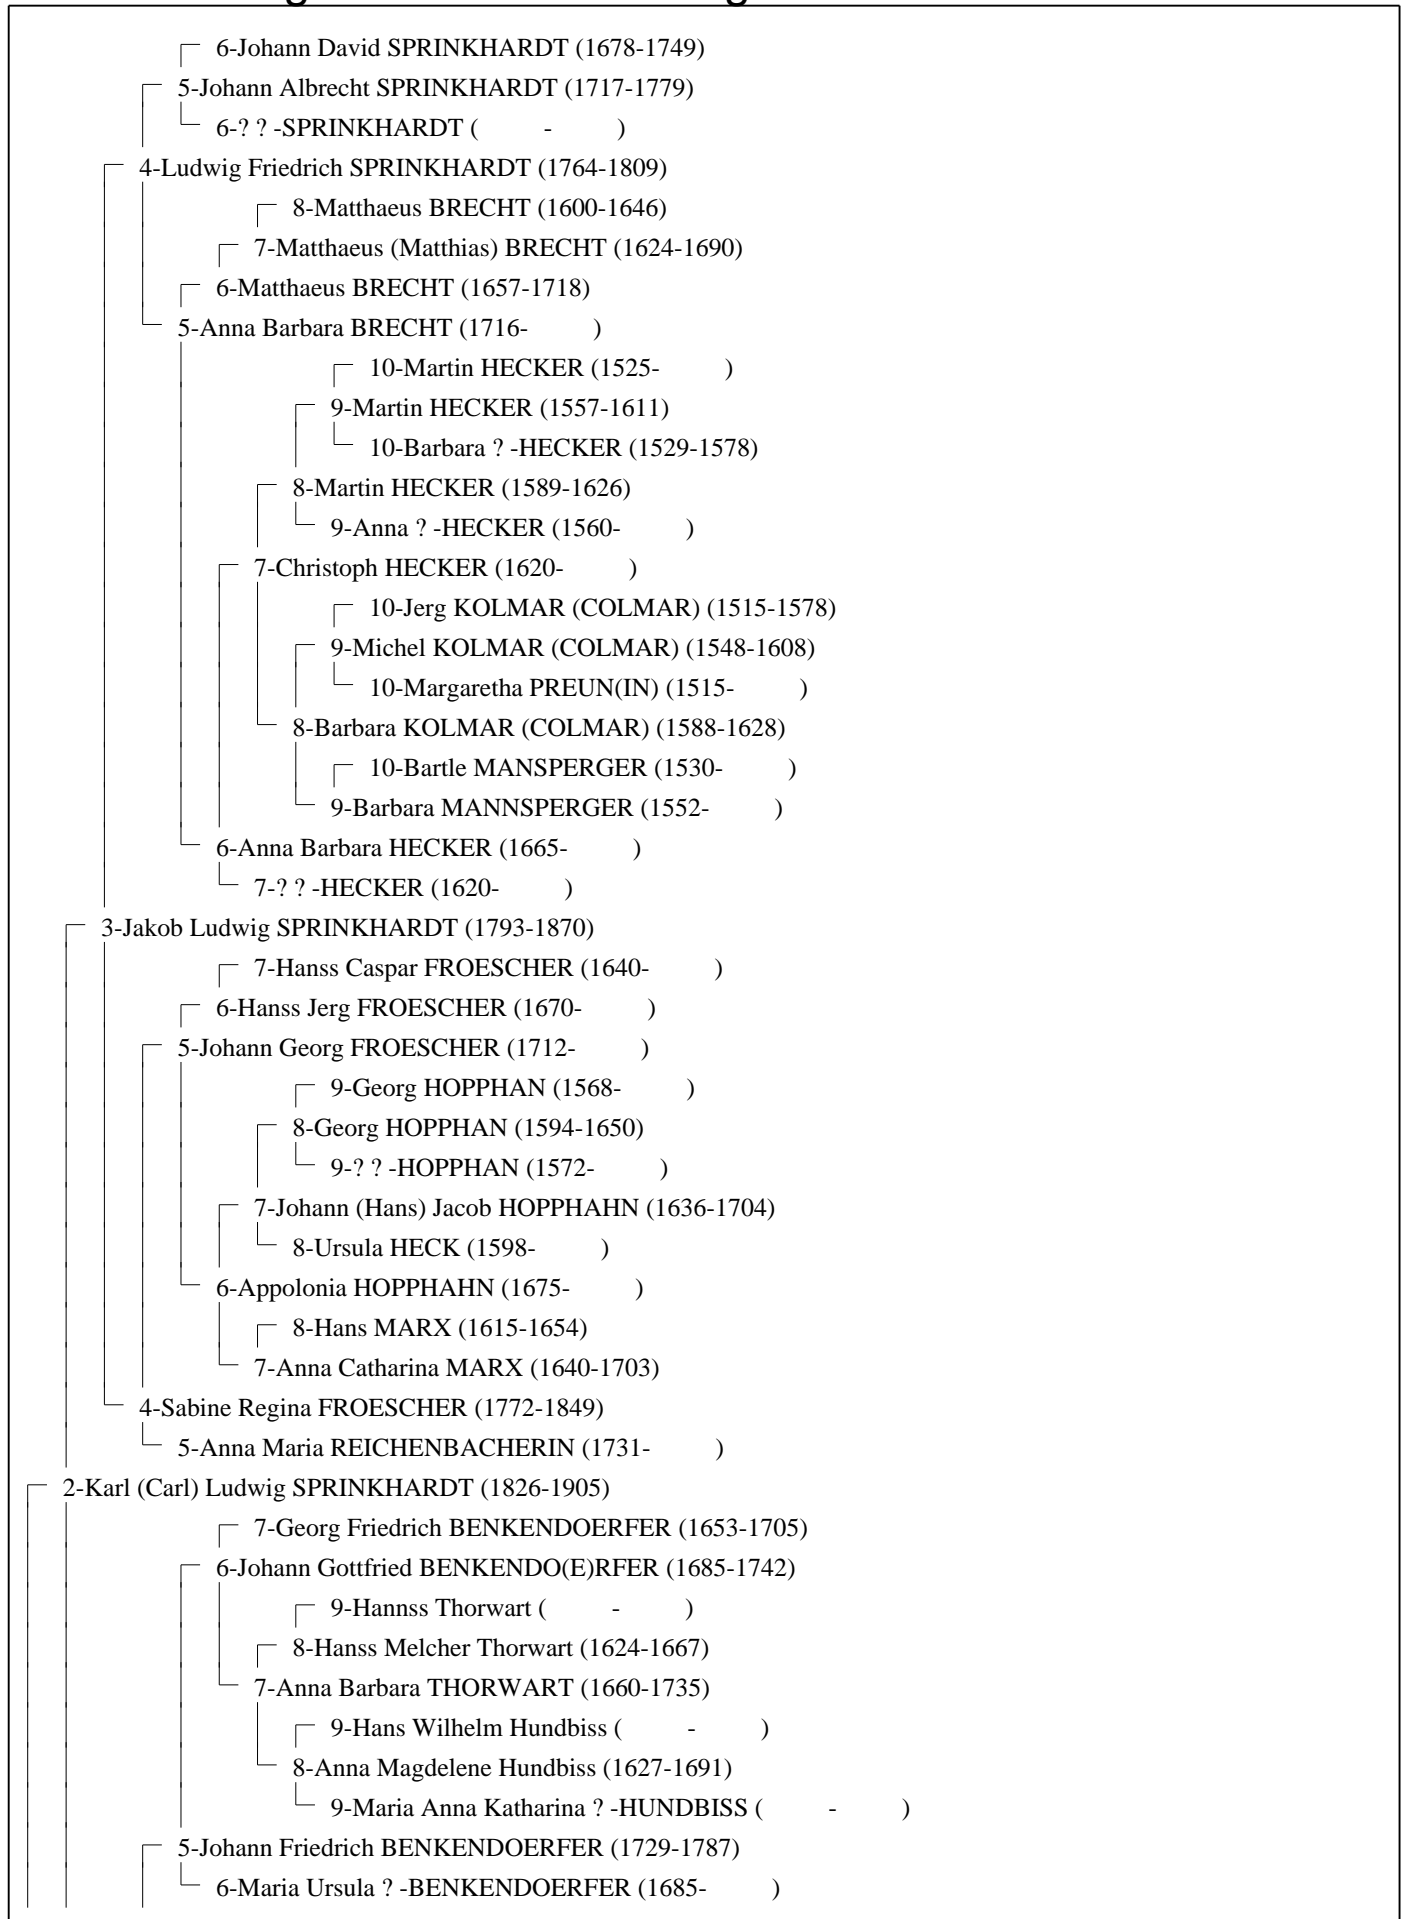 6-Johann David SPRINKHARDT (1678-1749)
5-Johann Albrecht SPRINKHARDT (1717-1779)
6-? ? -SPRINKHARDT ( - )
4-Ludwig Friedrich SPRINKHARDT (1764-1809)
8-Matthaeus BRECHT (1600-1646)
7-Matthaeus (Matthias) BRECHT (1624-1690)
6-Matthaeus BRECHT (1657-1718)
5-Anna Barbara BRECHT (1716- )
10-Martin HECKER (1525- )
9-Martin HECKER (1557-1611)
10-Barbara ? -HECKER (1529-1578)
8-Martin HECKER (1589-1626)
9-Anna ? -HECKER (1560- )
7-Christoph HECKER (1620- )
10-Jerg KOLMAR (COLMAR) (1515-1578)
9-Michel KOLMAR (COLMAR) (1548-1608)
10-Margaretha PREUN(IN) (1515- )
8-Barbara KOLMAR (COLMAR) (1588-1628)
10-Bartle MANSPERGER (1530- )
9-Barbara MANNSPERGER (1552- )
6-Anna Barbara HECKER (1665- )
7-? ? -HECKER (1620- )
3-Jakob Ludwig SPRINKHARDT (1793-1870)
7-Hanss Caspar FROESCHER (1640- )
6-Hanss Jerg FROESCHER (1670- )
5-Johann Georg FROESCHER (1712- )
9-Georg HOPPHAN (1568- )
8-Georg HOPPHAN (1594-1650)
9-? ? -HOPPHAN (1572- )
7-Johann (Hans) Jacob HOPPHAHN (1636-1704)
8-Ursula HECK (1598- )
6-Appolonia HOPPHAHN (1675- )
8-Hans MARX (1615-1654)
7-Anna Catharina MARX (1640-1703)
4-Sabine Regina FROESCHER (1772-1849)
5-Anna Maria REICHENBACHERIN (1731- )
2-Karl (Carl) Ludwig SPRINKHARDT (1826-1905)
7-Georg Friedrich BENKENDOERFER (1653-1705)
6-Johann Gottfried BENKENDO(E)RFER (1685-1742)
9-Hannss Thorwart ( - )
8-Hanss Melcher Thorwart (1624-1667)
7-Anna Barbara THORWART (1660-1735)
9-Hans Wilhelm Hundbiss ( - )
8-Anna Magdelene Hundbiss (1627-1691)
9-Maria Anna Katharina ? -HUNDBISS ( - )
5-Johann Friedrich BENKENDOERFER (1729-1787)
6-Maria Ursula ? -BENKENDOERFER (1685- )